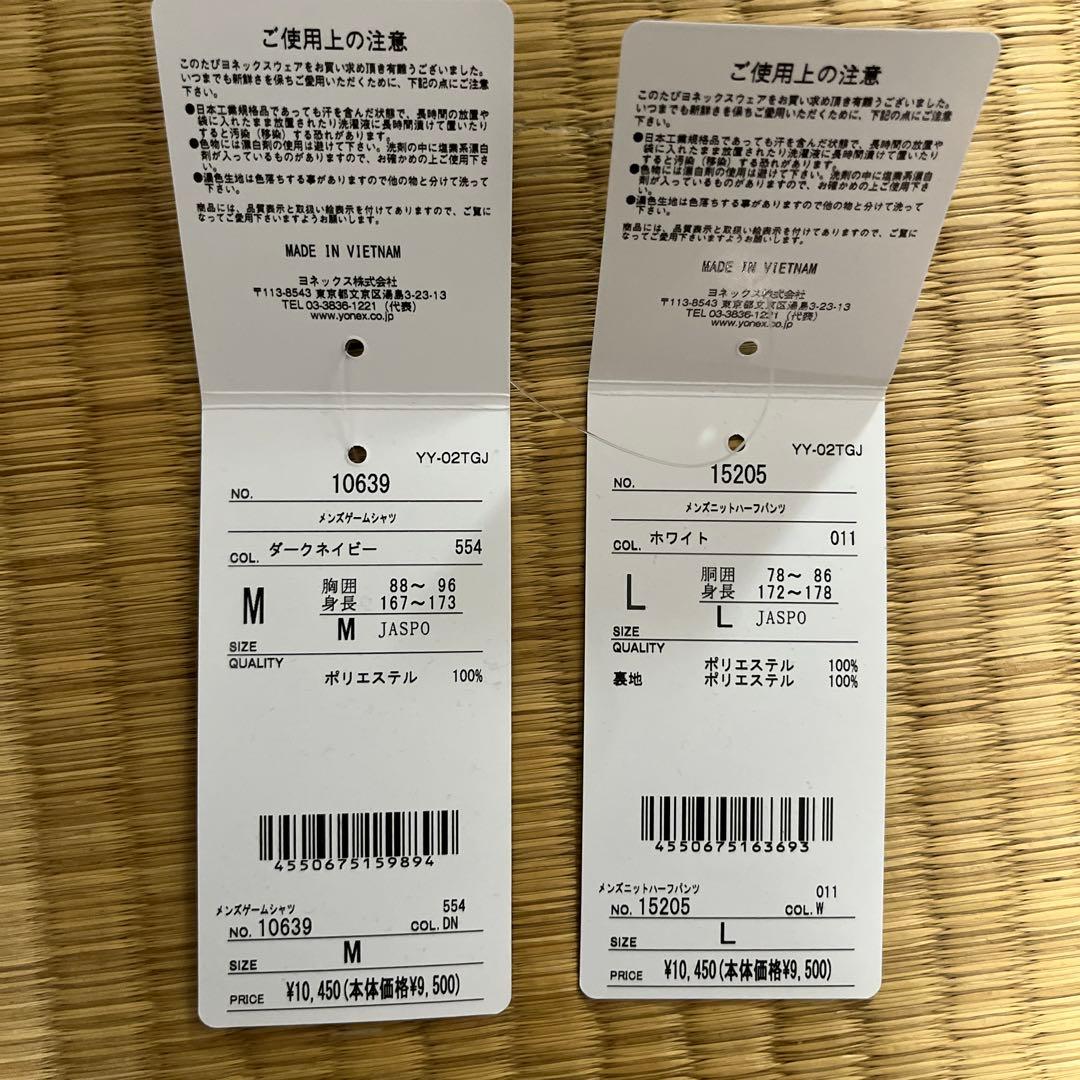 ご使用上の注意
このたびヨネックスウェアをお買い求め頂き有難うございました。
いつまでも新鮮さを保ちご愛用いただくために、下記の点にご注意
下さい。
●日本工業規格品であっても汗を含んだ状態で、長時間の放置や
袋に入れたまま放置されたり洗濯液に長時間漬けて置いたり
すると汚染（移染）する恐れがあります。
●色物には漂白剤の使用は避けて下さい。洗剤の中に塩素系漂白
剤が入っているものがありますので、お確かめの上ご使用下さ
い。
●濃色生地は色落ちする事がありますので他の物と分けて洗って
下さい。
商品には、品質表示と取扱い絵表示を付けてありますので、ご覧に
なってご愛用下さいますようお願いします。
MADE IN VIETNAM
ヨネックス株式会社
〒113-8543 東京都文京区湯島3-23-13
TEL 03-3836-1221（代表）
www.yonex.co.jp
YY-02TGJ
NO. 10639
メンズゲームシャツ
COL. ダークネイビー 554
M 胸囲 88～ 96
身長 167～173
M JASPO
SIZE
QUALITY
ポリエステル 100%
4550675159894
メンズゲームシャツ 554
NO. 10639 COL. DN
SIZE M
PRICE ¥10,450(本体価格¥9,500)
ご使用上の注意
このたびヨネックスウェアをお買い求め頂き有難うございました。
いつまでも新鮮さを保ちご愛用いただくために、下記の点にご注意
下さい。
●日本工業規格品であっても汗を含んだ状態で、長時間の放置や
袋に入れたまま放置されたり洗濯液に長時間漬けて置いたり
すると汚染（移染）する恐れがあります。
●色物には漂白剤の使用は避けて下さい。洗剤の中に塩素系漂白
剤が入っているものがありますので、お確かめの上ご使用下さ
い。
●濃色生地は色落ちする事がありますので他の物と分けて洗って
下さい。
商品には、品質表示と取扱い絵表示を付けてありますので、ご覧に
なってご愛用下さいますようお願いします。
MADE IN VIETNAM
ヨネックス株式会社
〒113-8543 東京都文京区湯島3-23-13
TEL 03-3836-1221（代表）
www.yonex.co.jp
YY-02TGJ
NO. 15205
メンズニットハーフパンツ
COL. ホワイト 011
L 胴囲 78～ 86
身長 172～178
L JASPO
SIZE
QUALITY
ポリエステル 100%
裏地 ポリエステル 100%
4550675163693
メンズニットハーフパンツ 011
NO. 15205 COL. W
SIZE L
PRICE ¥10,450(本体価格¥9,500)